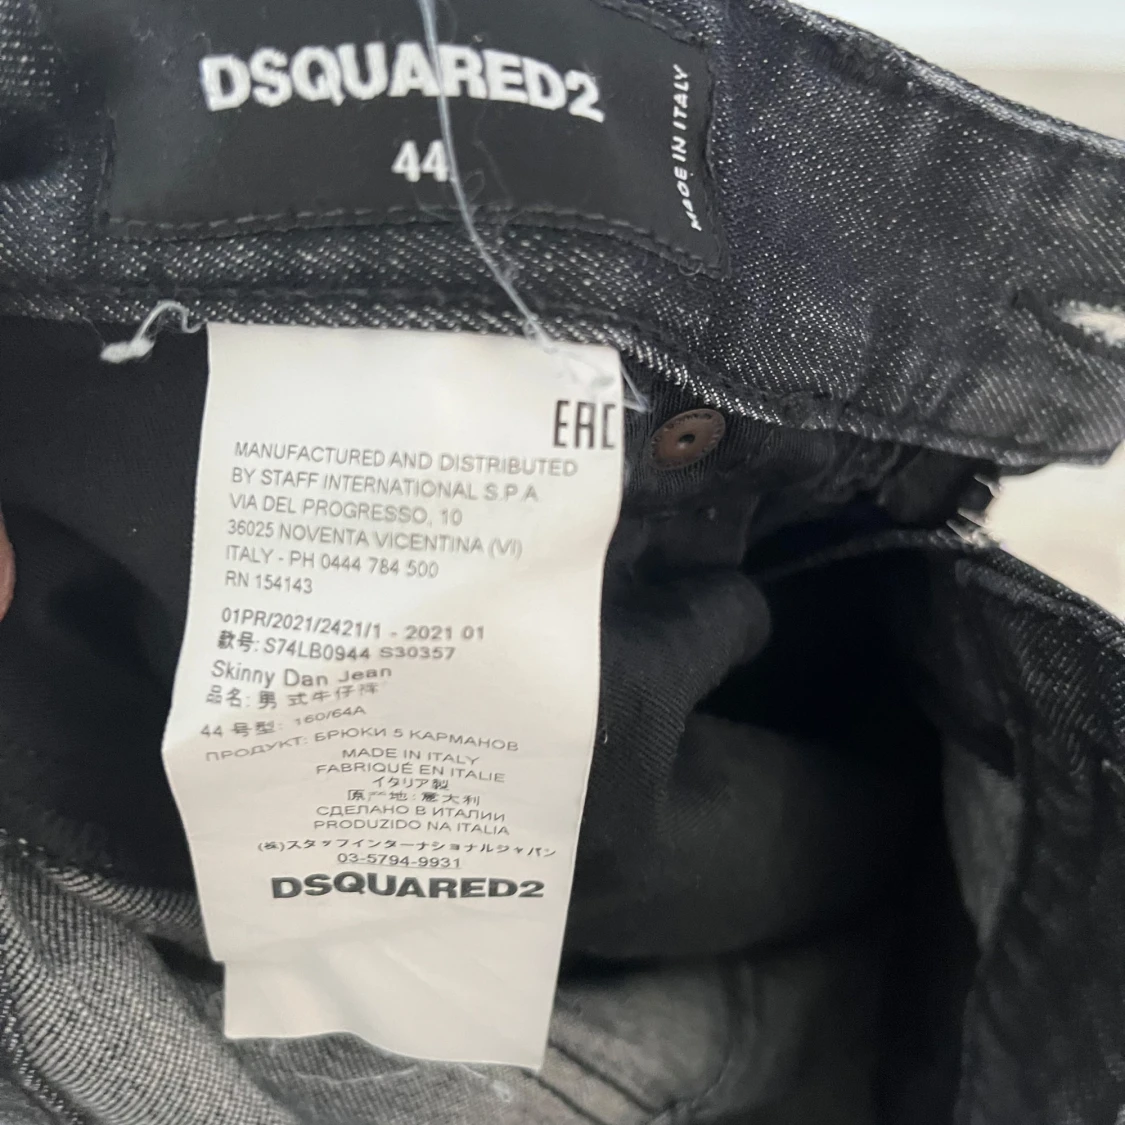 DSQUARED2
44
MADE IN ITALY
EAC
MANUFACTURED AND DISTRIBUTED
BY STAFF INTERNATIONAL S.P.A
VIA DEL PROGRESSO, 10
36025 NOVENTA VICENTINA (VI)
ITALY - PH 0444 784 500
RN 154143
01PR/2021/2421/1 - 2021 01
款号: S74LB0944 S30357
Skinny Dan Jean
品名: 男 式牛仔裤
44 号型: 160/64A
ПРОДУКТ: БРЮКИ 5 КАРМАНОВ
MADE IN ITALY
FABRIQUÉ EN ITALIE
イタリア製
原产地: 意大利
СДЕЛАНО В ИТАЛИИ
PRODUZIDO NA ITALIA
(株)スタッフインターナショナルジャパン
03-5794-9931
DSQUARED2